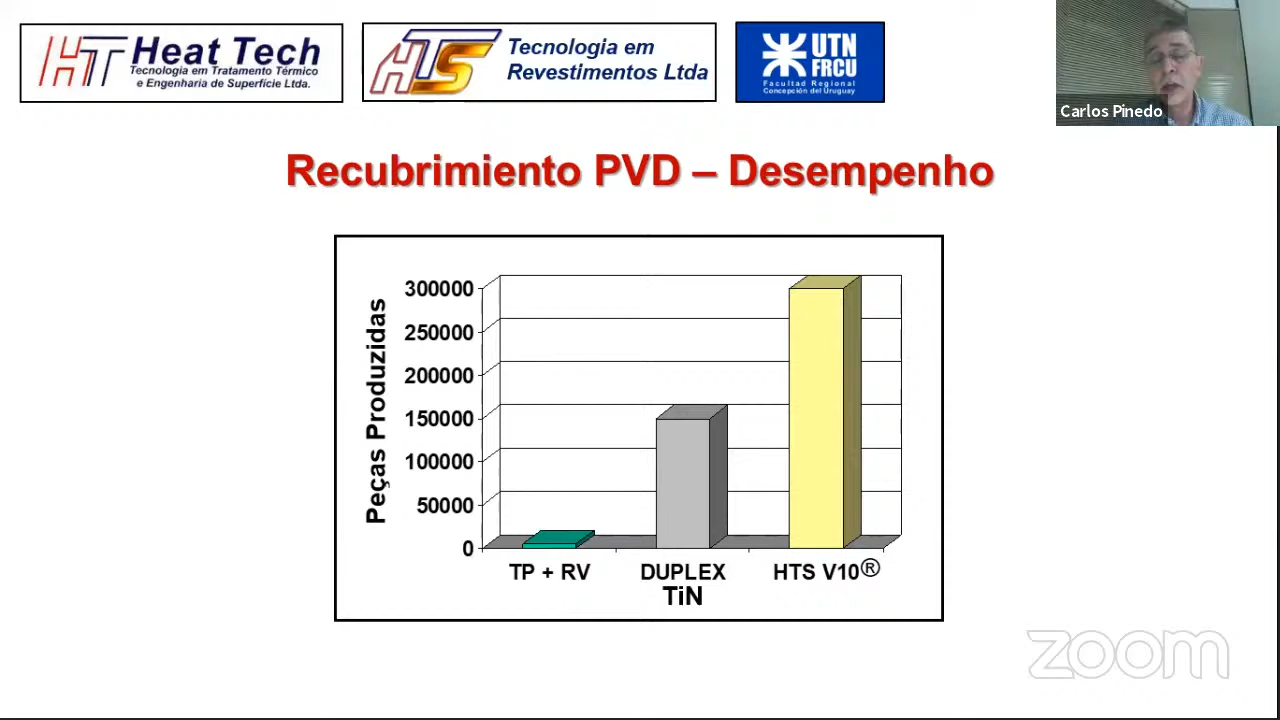 HT Heat Tech
Tecnologia em Tratamento Térmico
e Engenharia de Superfície Ltda.
HTS Tecnologia em
Revestimentos Ltda
UTN
FRCU
Facultad Regional
Concepción del Uruguay
Carlos Pinedo
Recubrimiento PVD – Desempenho
Peças Produzidas
300000
250000
200000
150000
100000
50000
0
TP + RV
DUPLEX
TiN
HTS V10®
zoom